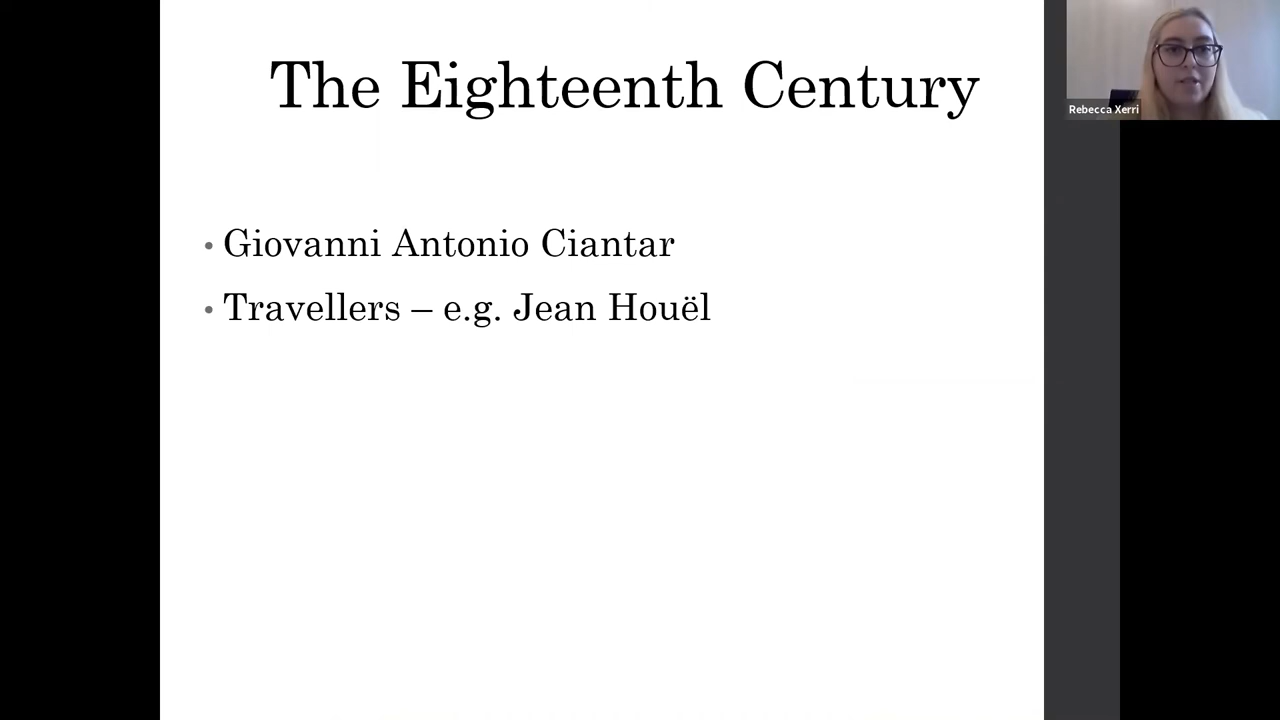 The Eighteenth Century
Rebecca Xerri
• Giovanni Antonio Ciantar
• Travellers – e.g. Jean Houël